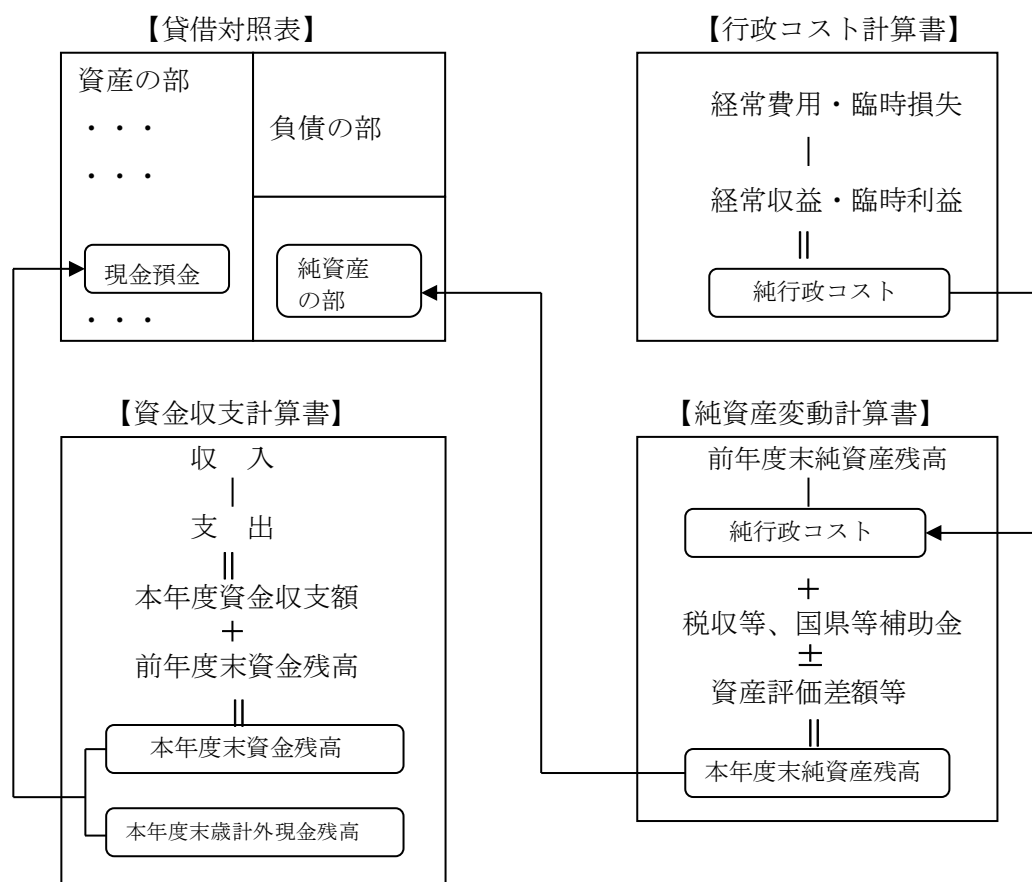 【貸借対照表】
資産の部
・・・
・・・
現金預金
・・・
負債の部
純資産
の部
【行政コスト計算書】
経常費用・臨時損失
|
経常収益・臨時利益
||
純行政コスト
【資金収支計算書】
収　入
|
支　出
||
本年度資金収支額
＋
前年度末資金残高
||
本年度末資金残高
本年度末歳計外現金残高
【純資産変動計算書】
前年度末純資産残高
|
純行政コスト
＋
税収等、国県等補助金
±
資産評価差額等
||
本年度末純資産残高